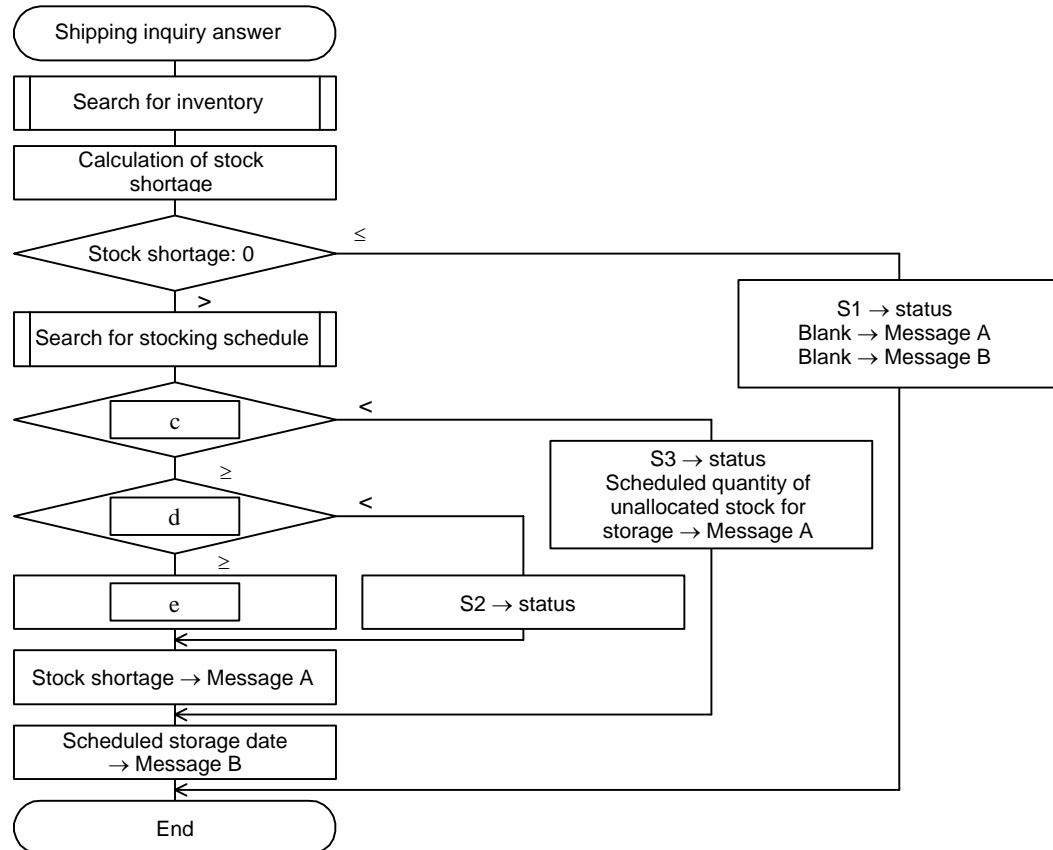 Shipping inquiry answer
Search for inventory
Calculation of stock
shortage
Stock shortage: 0
≤
>
S1 → status
Blank → Message A
Blank → Message B
Search for stocking schedule
c
<
≥
S3 → status
Scheduled quantity of
unallocated stock for
storage → Message A
d
<
≥
e
S2 → status
Stock shortage → Message A
Scheduled storage date
→ Message B
End